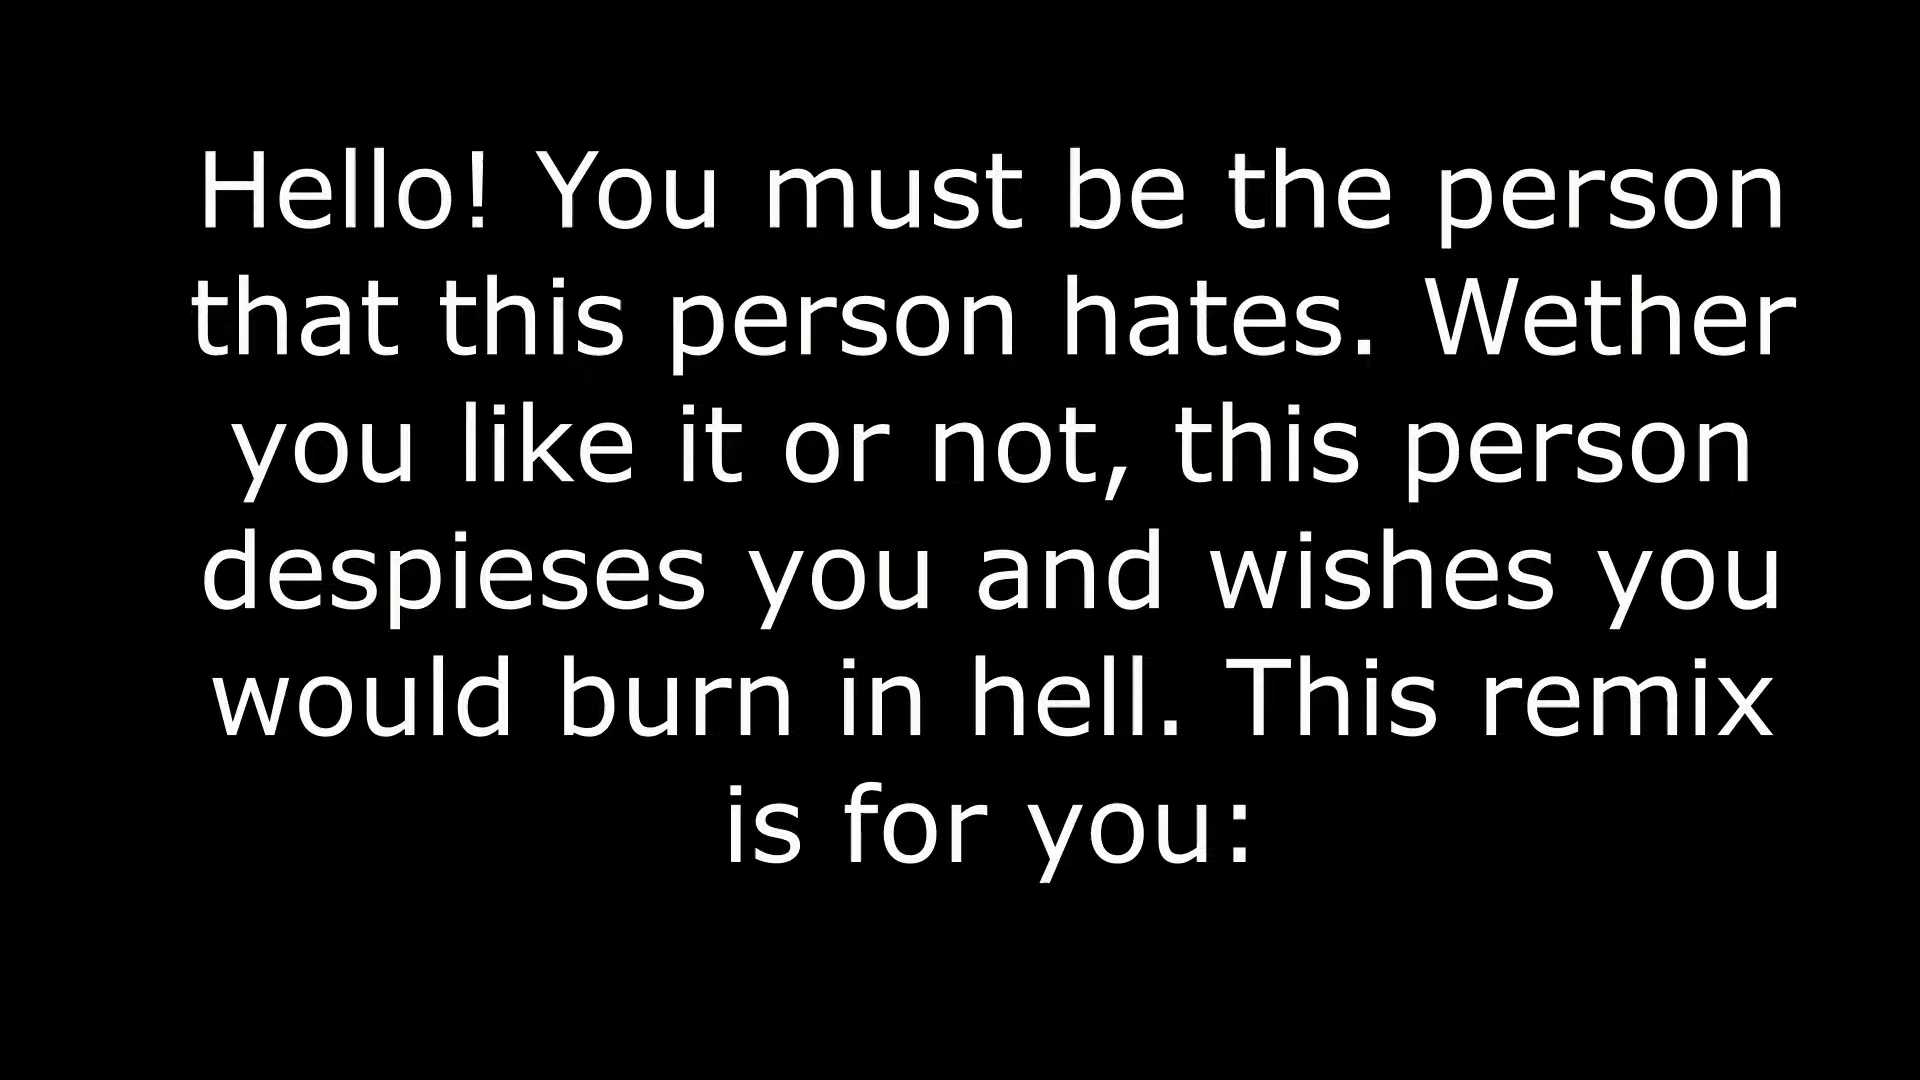 Hello! You must be the person
that this person hates. Wether
you like it or not, this person
despieses you and wishes you
would burn in hell. This remix
is for you: